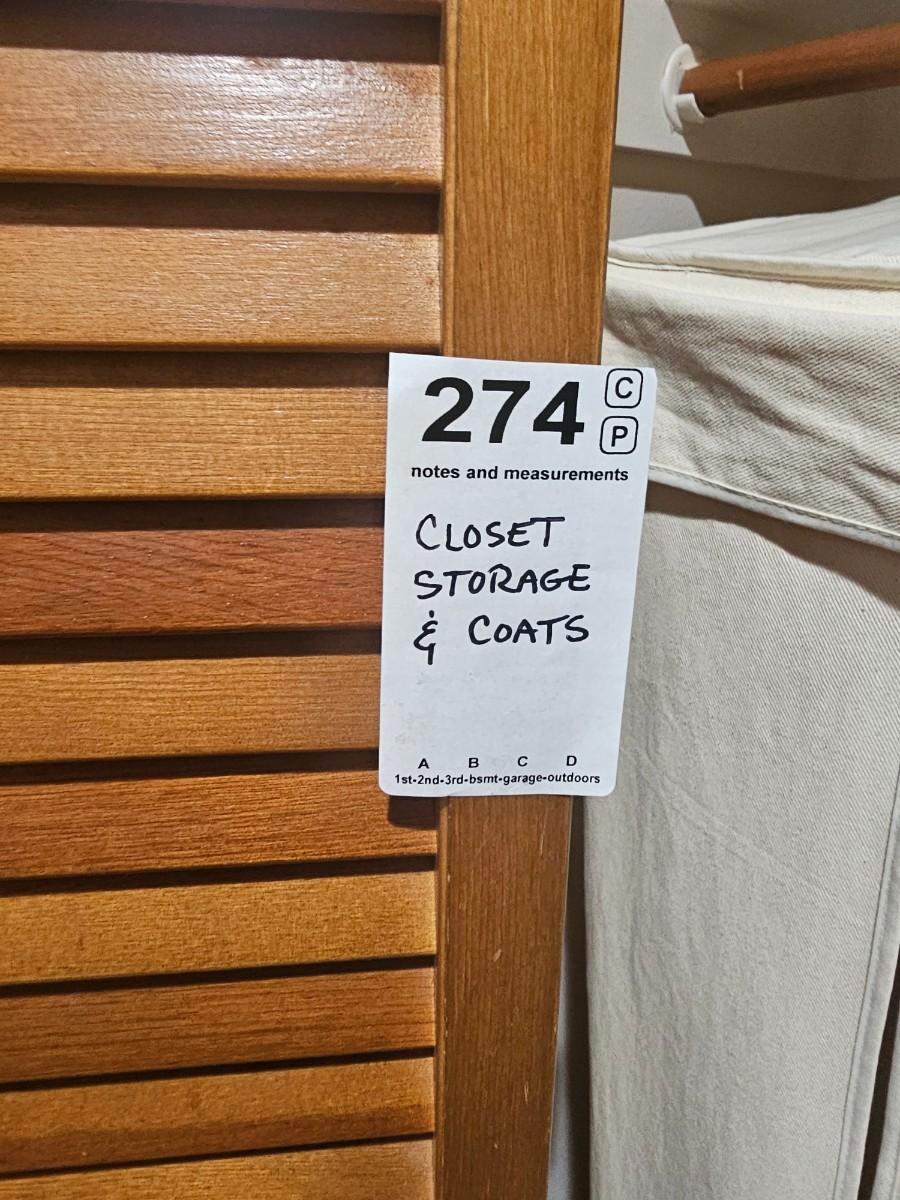 274 C
P
notes and measurements
CLOSET
STORAGE
& COATS
A B C D
1st-2nd-3rd-bsmt-garage-outdoors